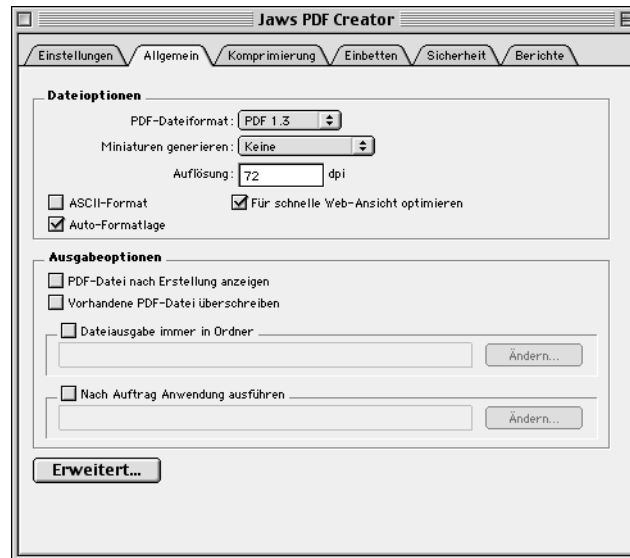 Jaws PDF Creator
Einstellungen Allgemein Komprimierung Einbetten Sicherheit Berichte
Dateioptionen
PDF-Dateiformat: PDF 1.3
Miniaturen generieren: Keine
Auflösung: 72 dpi
ASCII-Format Für schnelle Web-Ansicht optimieren
Auto-Formatlage
Ausgabeoptionen
PDF-Datei nach Erstellung anzeigen
Vorhandene PDF-Datei überschreiben
Dateiausgabe immer in Ordner
Ändern...
Nach Auftrag Anwendung ausführen
Ändern...
Erweitert...